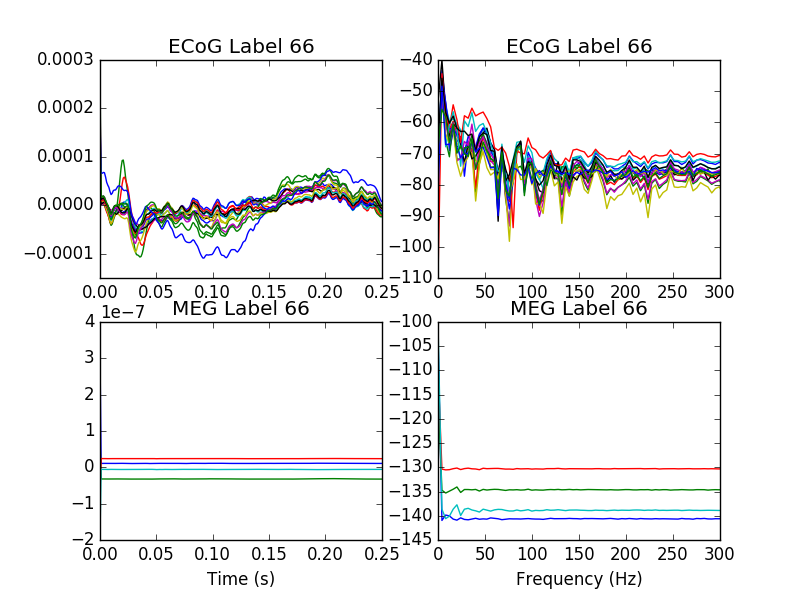 ECoG Label 66
0.0003
0.0002
0.0001
0.0000
−0.0001
0.00 0.05 0.10 0.15 0.20 0.25
ECoG Label 66
−40
−50
−60
−70
−80
−90
−100
−110
0 50 100 150 200 250 300
MEG Label 66
1e−7
4
3
2
1
0
−1
−2
0.00 0.05 0.10 0.15 0.20 0.25
Time (s)
MEG Label 66
−100
−105
−110
−115
−120
−125
−130
−135
−140
−145
0 50 100 150 200 250 300
Frequency (Hz)